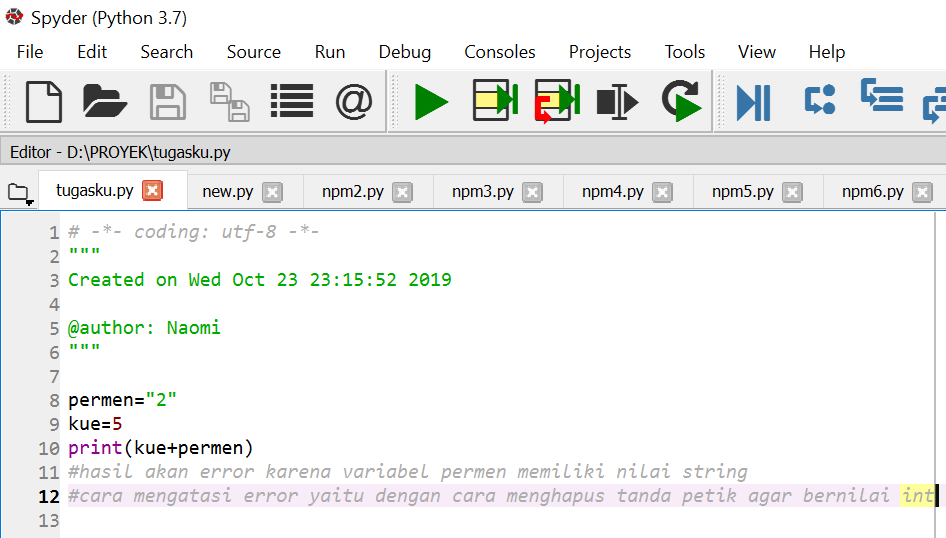 Spyder (Python 3.7)
File Edit Search Source Run Debug Consoles Projects Tools View Help
Editor - D:\PROYEK\tugasku.py
tugasku.py new.py npm2.py npm3.py npm4.py npm5.py npm6.py
1 # -*- coding: utf-8 -*-
2 """
3 Created on Wed Oct 23 23:15:52 2019
4
5 @author: Naomi
6 """
7
8 permen="2"
9 kue=5
10 print(kue+permen)
11 #hasil akan error karena variabel permen memiliki nilai string
12 #cara mengatasi error yaitu dengan cara menghapus tanda petik agar bernilai int
13